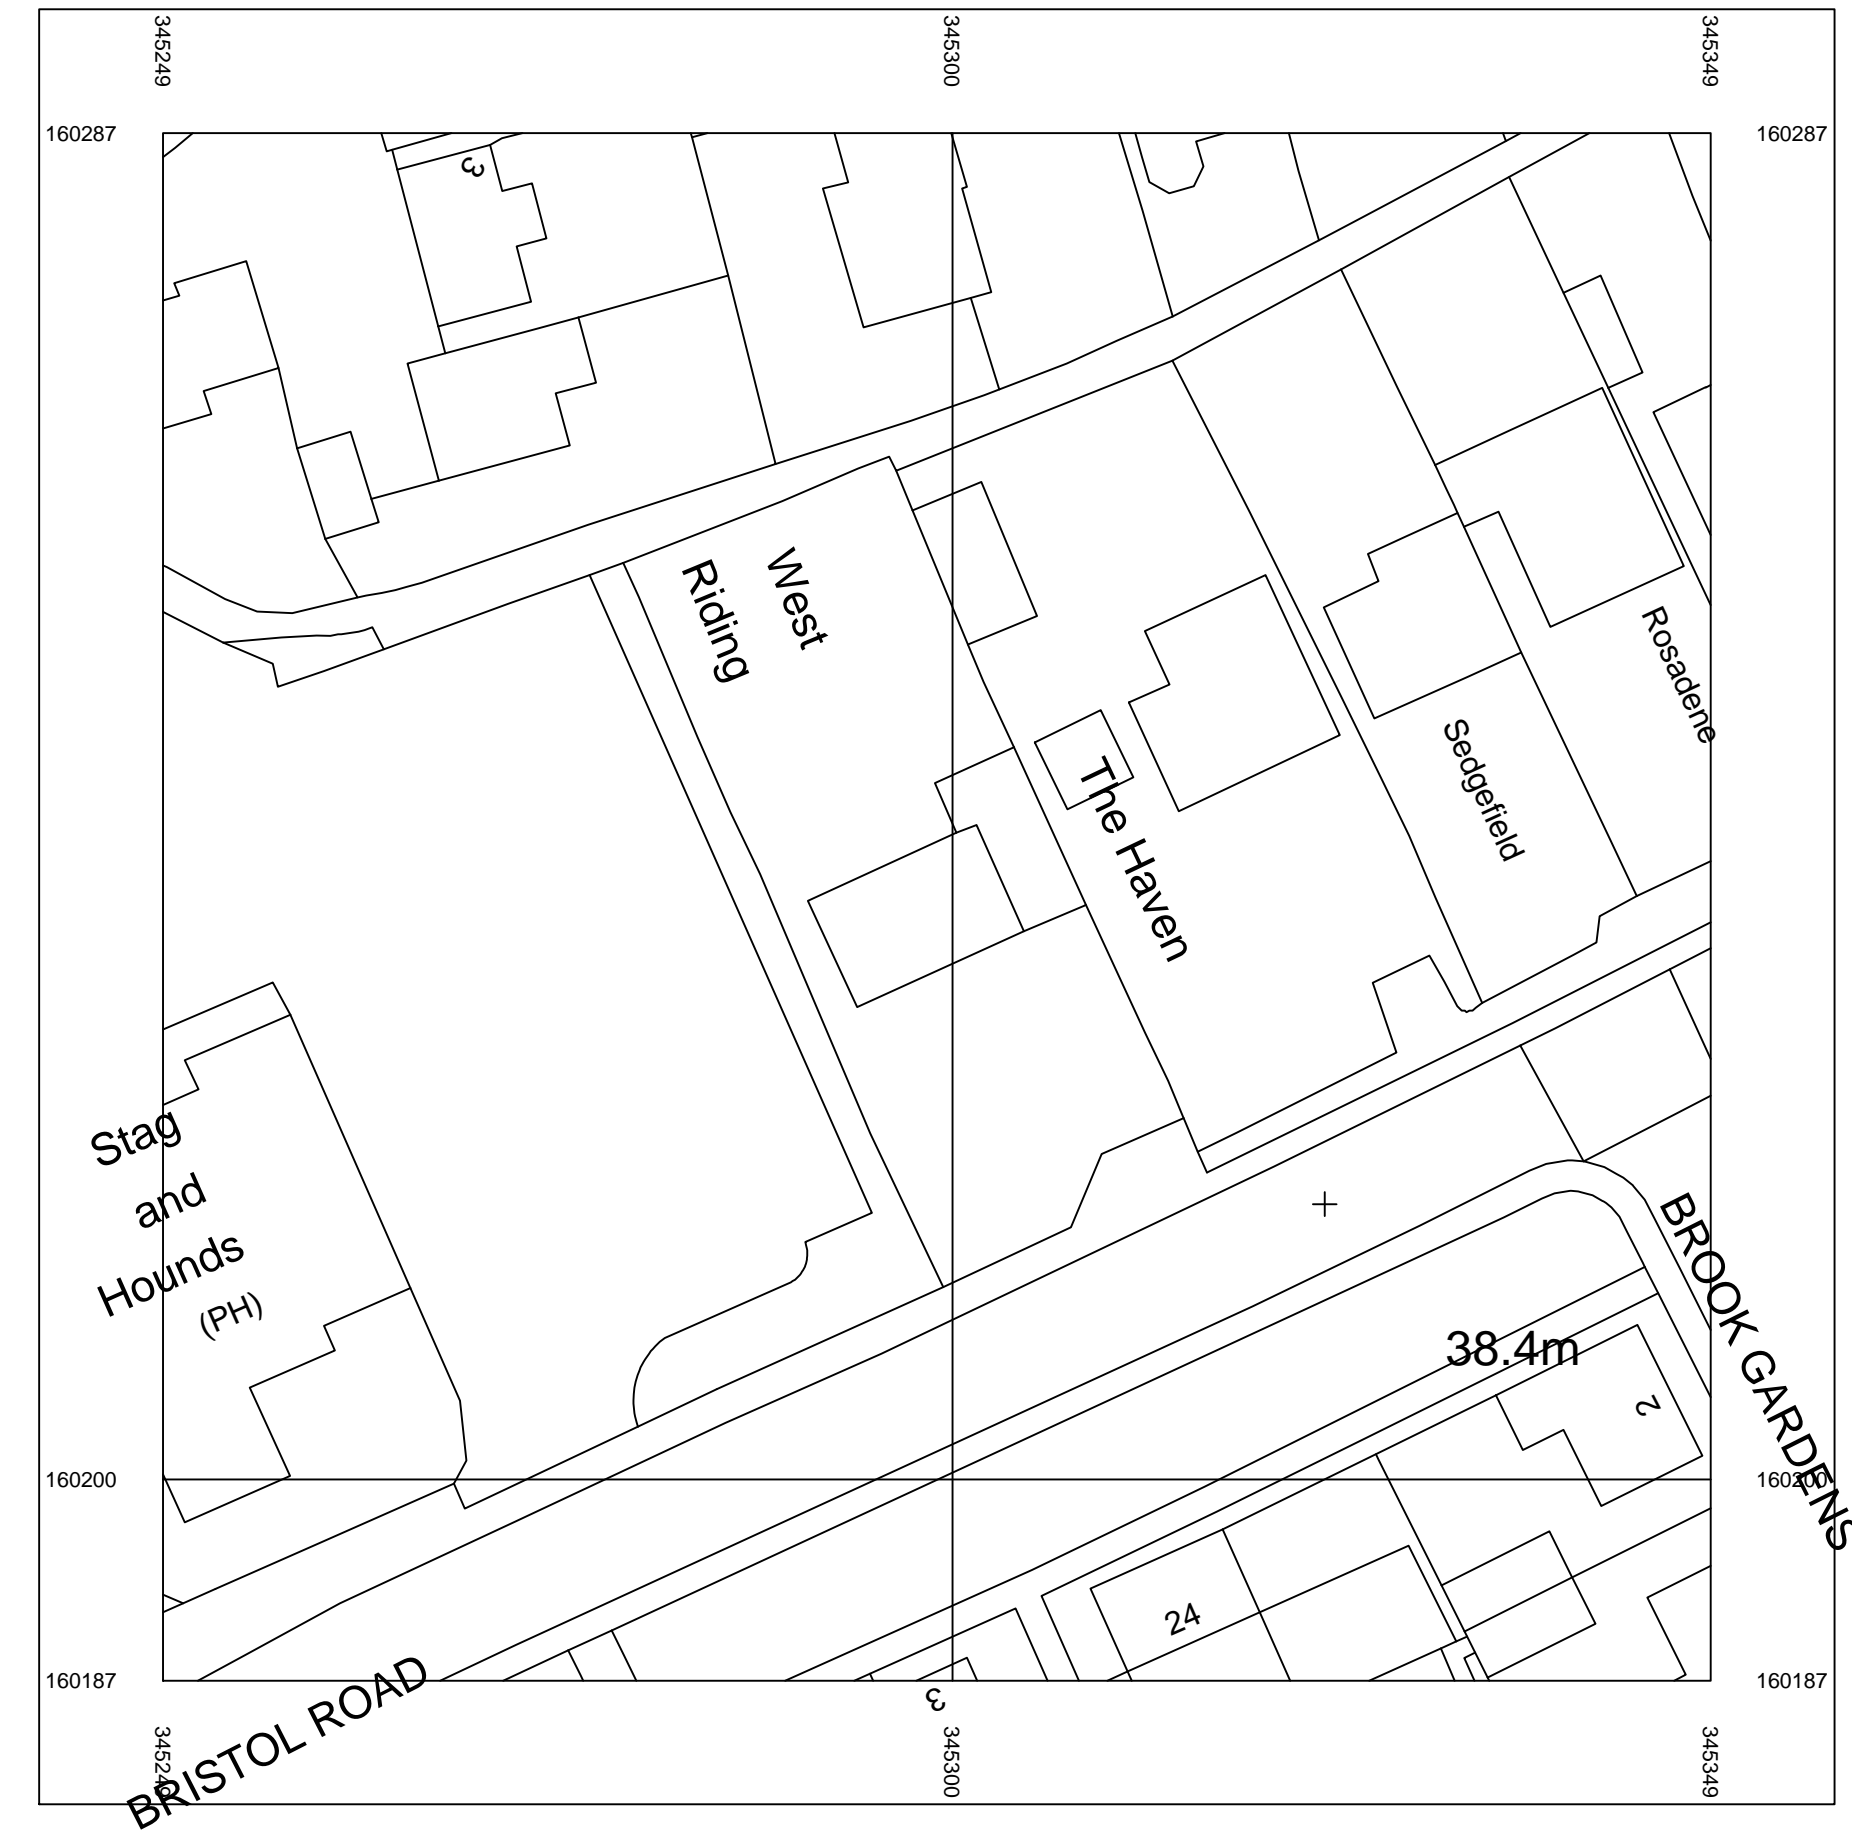 345249
345300
345349
160287
160287
3
West
Riding
Rosadene
Sedgefield
The Haven
Stag
and
Hounds
(PH)
BROOK GARDENS
38.4m
2
160200
160200
24
160187
160187
3
BRISTOL ROAD
345249
345300
345349